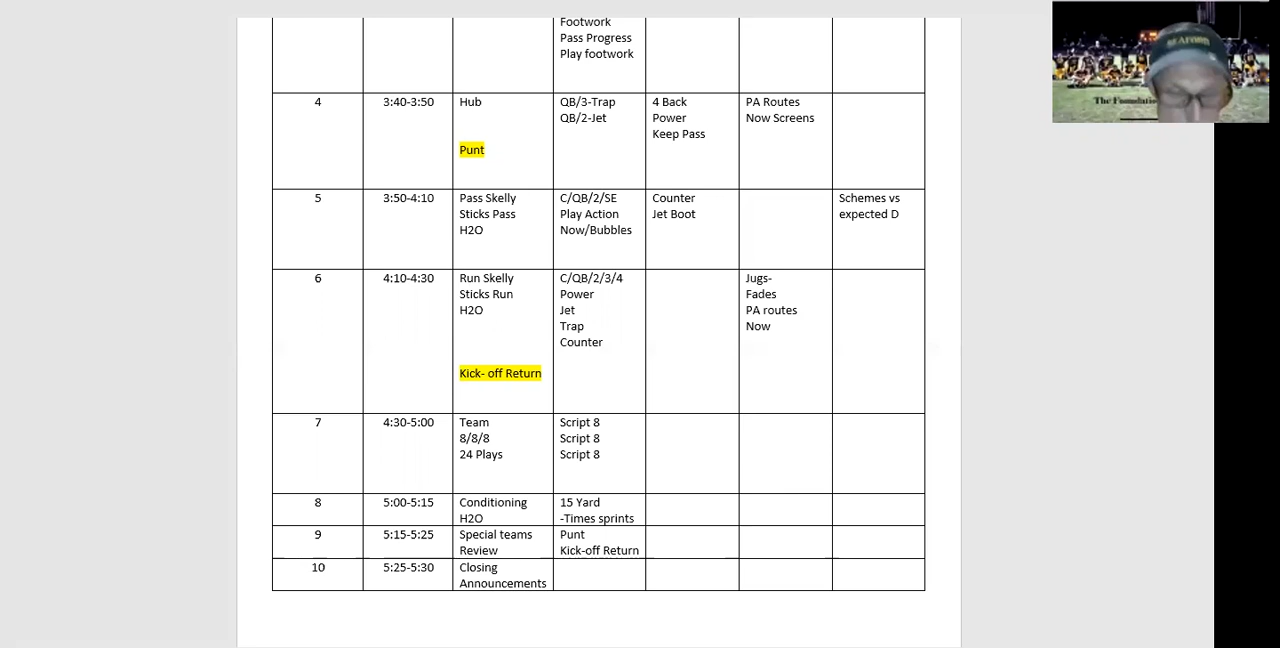 Footwork
Pass Progress
Play footwork
4 3:40-3:50 Hub QB/3-Trap 4 Back PA Routes
QB/2-Jet Power Now Screens
Keep Pass
Punt
5 3:50-4:10 Pass Skelly C/QB/2/SE Counter Schemes vs
Sticks Pass Play Action Jet Boot expected D
H2O Now/Bubbles
6 4:10-4:30 Run Skelly C/QB/2/3/4 Jugs-
Sticks Run Power Fades
H2O Jet PA routes
Trap Now
Counter
Kick- off Return
7 4:30-5:00 Team Script 8
8/8/8 Script 8
24 Plays Script 8
8 5:00-5:15 Conditioning 15 Yard
H2O -Times sprints
9 5:15-5:25 Special teams Punt
Review Kick-off Return
10 5:25-5:30 Closing
Announcements
SEAFORD
The Foundatio